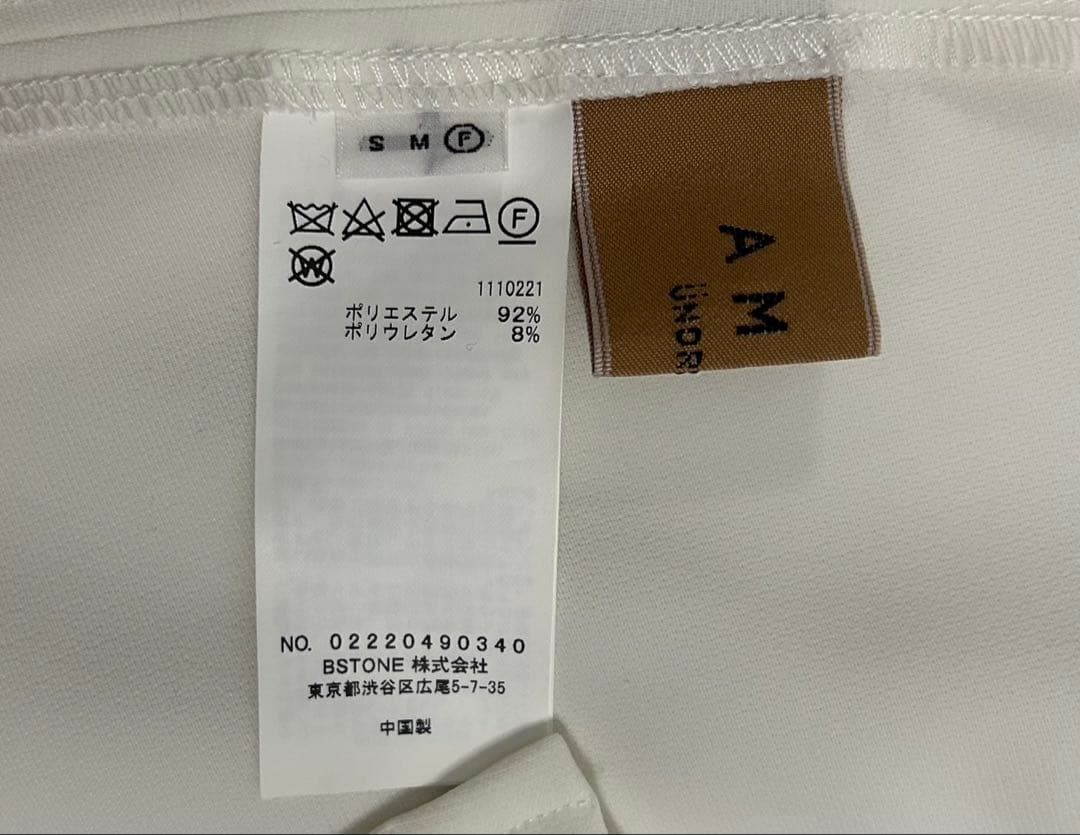 S M F
F
W
1110221
ポリエステル 92%
ポリウレタン 8%
NO. 02220490340
BSTONE 株式会社
東京都渋谷区広尾5-7-35
中国製
A M